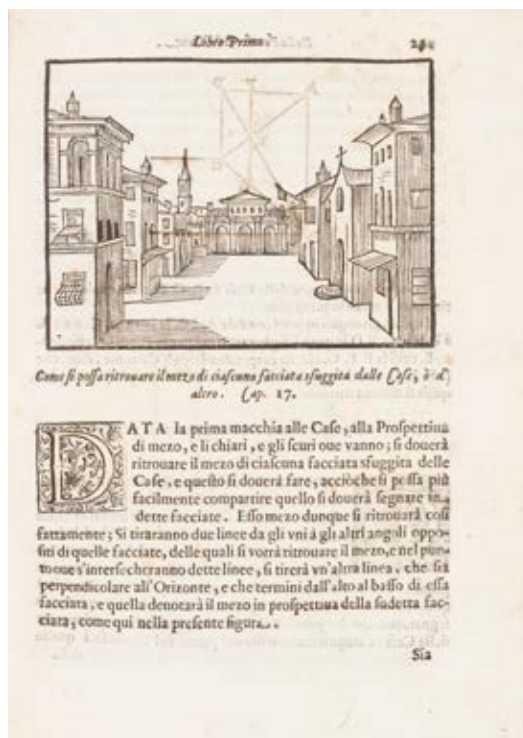 Libro Primo.
Come si possa ritrouare il mezo di ciascuna facciata sfuggita delle Case, ò d'
altro. Cap. 17.
DATA la prima macchia alle Case, alla Prospettiua
di mezo, e li chiari, e gli scuri oue vanno; si douerà
ritrouare il mezo di ciascuna facciata sfuggita delle
Case, e questo si douerà fare, acciòche si possa più
facilmente compartire quello si douerà segnare in
dette facciate. Esso mezo dunque si ritrouarà così
fattamente; Si tiraranno due linee da gli vni à gli altri angoli oppo-
siti di quelle facciate, delle quali si vorrà ritrouare il mezo, e nel pun-
to oue s'intersecheranno dette linee, si tirerà vn'altra linea, che sia
perpendicolare all'Orizonte, e che termini dall'alto al basso di essa
facciata, e quella denotarà il mezo in prospettiua della sudetta fac-
ciata, come qui nella presente figura.
Sia